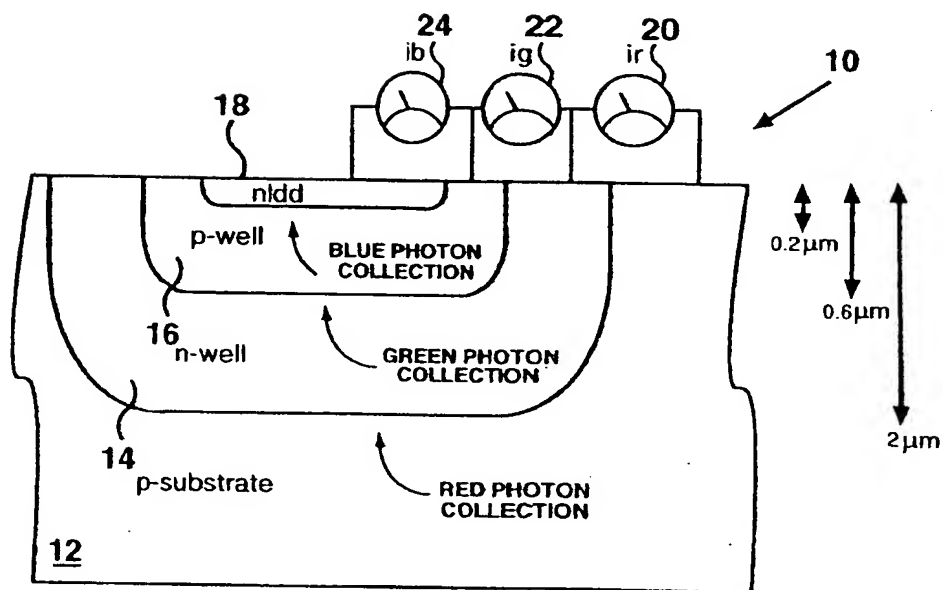 24 22 20
ib ig ir
10
18
nldd
p-well
BLUE PHOTON
COLLECTION
0.2µm
0.6µm
16
n-well
GREEN PHOTON
COLLECTION
2µm
14
p-substrate
RED PHOTON
COLLECTION
12